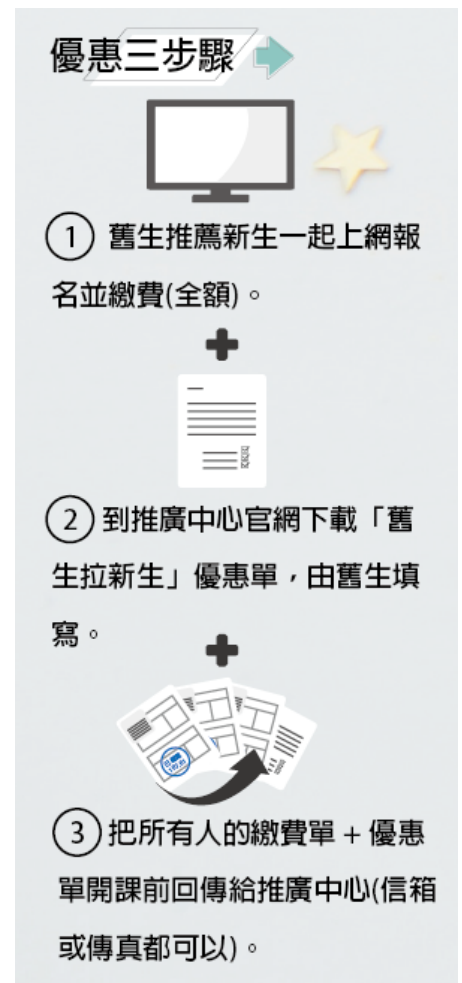 優惠三步驟
① 舊生推薦新生一起上網報
名並繳費(全額)。
② 到推廣中心官網下載「舊
生拉新生」優惠單，由舊生填
寫。
③ 把所有人的繳費單 + 優惠
單開課前回傳給推廣中心(信箱
或傳真都可以)。